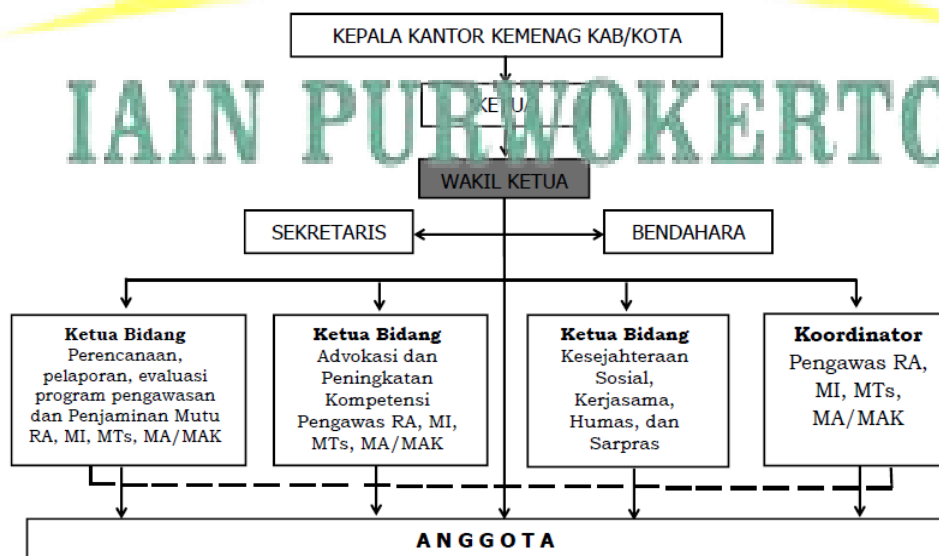 KEPALA KANTOR KEMENAG KAB/KOTA
IAIN PURWOKERTO
KETUA
WAKIL KETUA
SEKRETARIS
BENDAHARA
Ketua Bidang
Perencanaan,
pelaporan, evaluasi
program pengawasan
dan Penjaminan Mutu
RA, MI, MTs, MA/MAK
Ketua Bidang
Advokasi dan
Peningkatan
Kompetensi
Pengawas RA, MI,
MTs, MA/MAK
Ketua Bidang
Kesejahteraan
Sosial,
Kerjasama,
Humas, dan
Sarpras
Koordinator
Pengawas RA,
MI, MTs,
MA/MAK
ANGGOTA